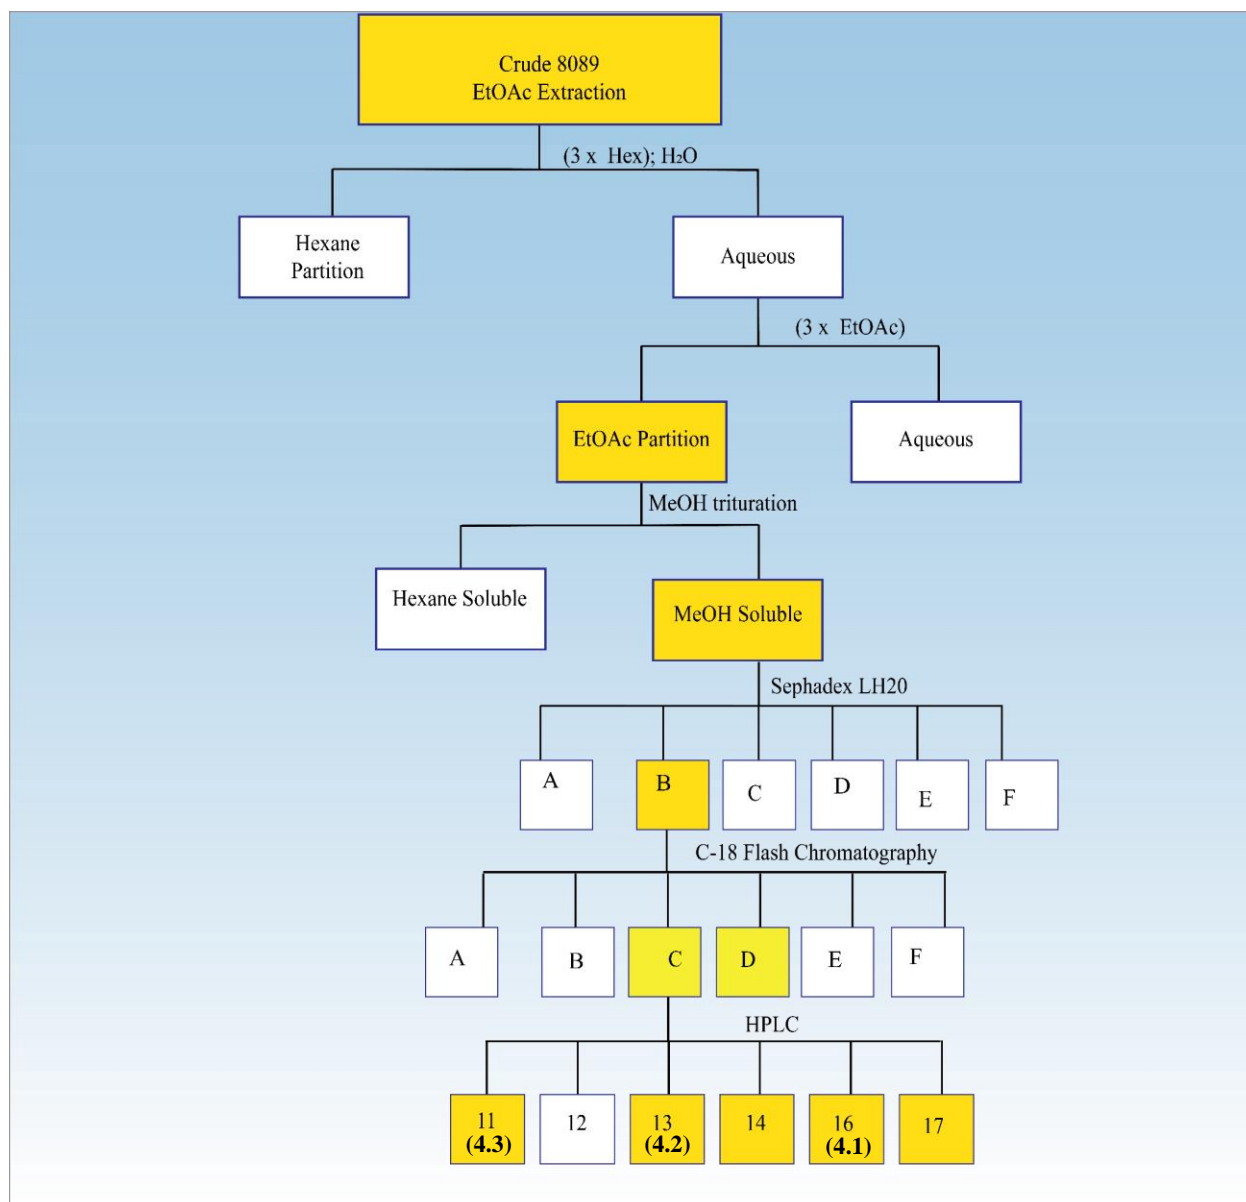 Crude 8089
EtOAc Extraction
(3 x Hex); H₂O
Hexane
Partition
Aqueous
(3 x EtOAc)
EtOAc Partition
Aqueous
MeOH trituration
Hexane Soluble
MeOH Soluble
Sephadex LH20
A
B
C
D
E
F
C-18 Flash Chromatography
A
B
C
D
E
F
HPLC
11
(4.3)
12
13
(4.2)
14
16
(4.1)
17